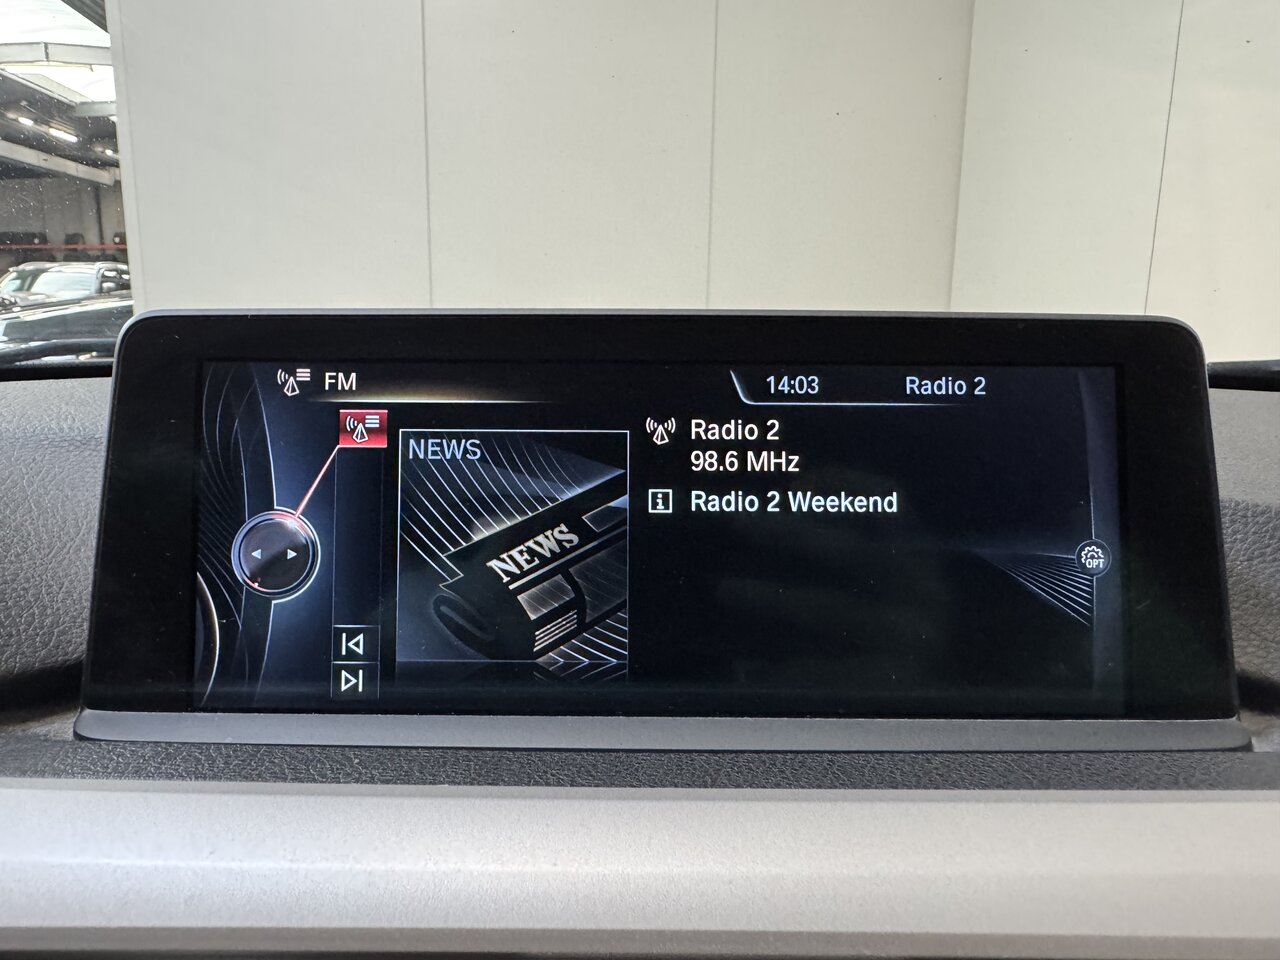 FM
14:03
Radio 2
NEWS
Radio 2
98.6 MHz
Radio 2 Weekend
NEWS
OPT